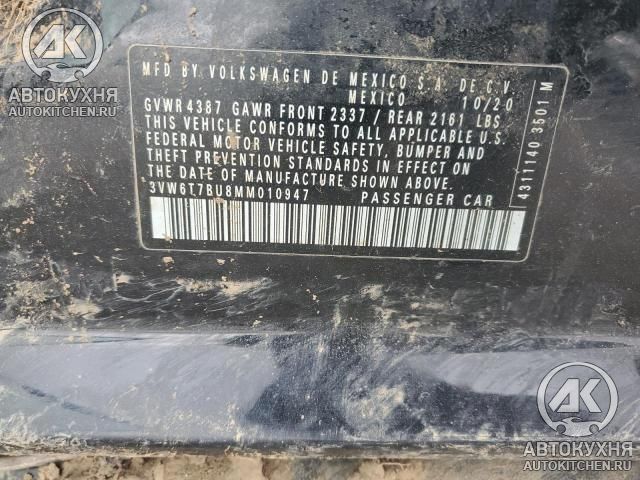 АК
АВТОКУХНЯ
AUTOKITCHEN.RU
MFD BY VOLKSWAGEN DE MEXICO S.A. DE C.V.
MEXICO 10/20
GVWR 4387 GAWR FRONT 2337 / REAR 2161 LBS
THIS VEHICLE CONFORMS TO ALL APPLICABLE U.S.
FEDERAL MOTOR VEHICLE SAFETY, BUMPER AND
THEFT PREVENTION STANDARDS IN EFFECT ON
THE DATE OF MANUFACTURE SHOWN ABOVE.
3VW6T7BU8MM010947 PASSENGER CAR
4311140 3501 M
АК
АВТОКУХНЯ
AUTOKITCHEN.RU